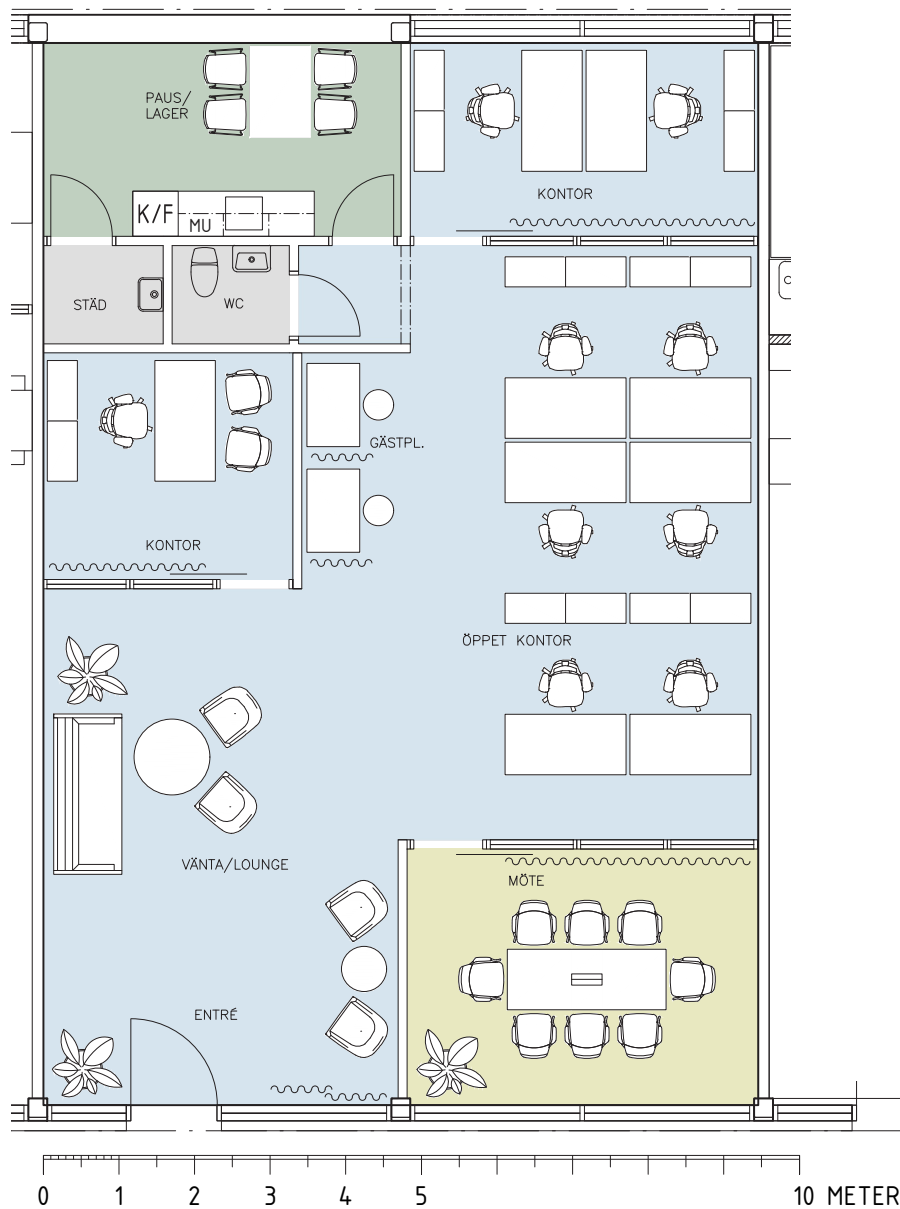 PAUS/
LAGER
KONTOR
K/F
MU
STÄD
WC
GÄSTPL.
KONTOR
ÖPPET KONTOR
VÄNTA/LOUNGE
MÖTE
ENTRÉ
0 1 2 3 4 5 10 METER